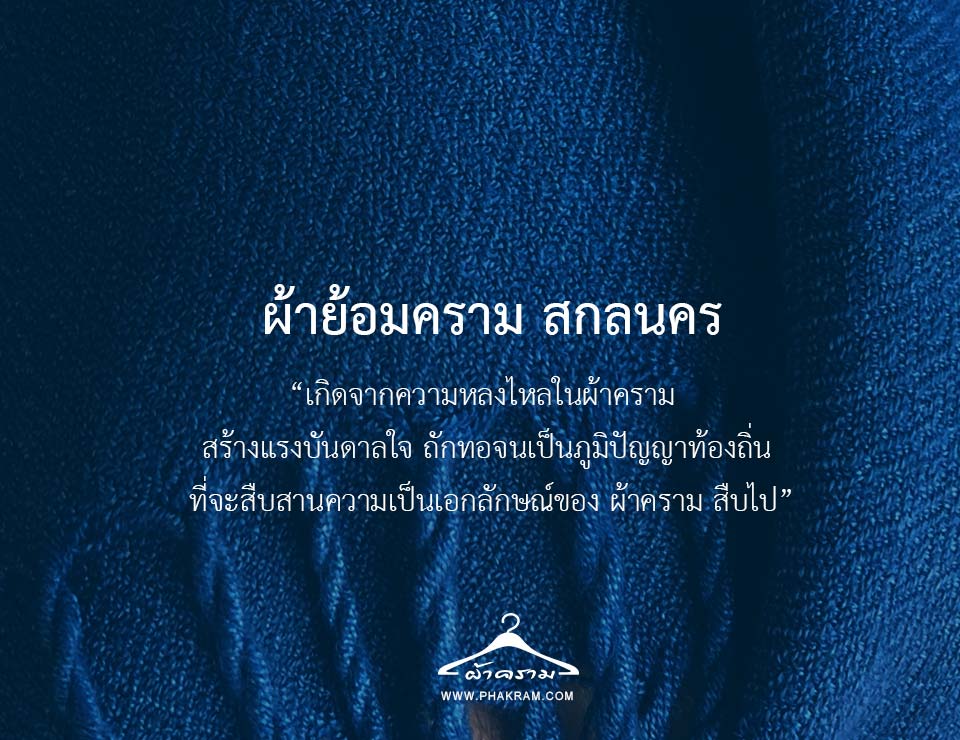 ผ้าย้อมคราม สกลนคร
“เกิดจากความหลงไหลในผ้าคราม
สร้างแรงบันดาลใจ ถักทอจนเป็นภูมิปัญญาท้องถิ่น
ที่จะสืบสานความเป็นเอกลักษณ์ของ ผ้าคราม สืบไป”
ผ้าคราม
WWW.PHAKRAM.COM